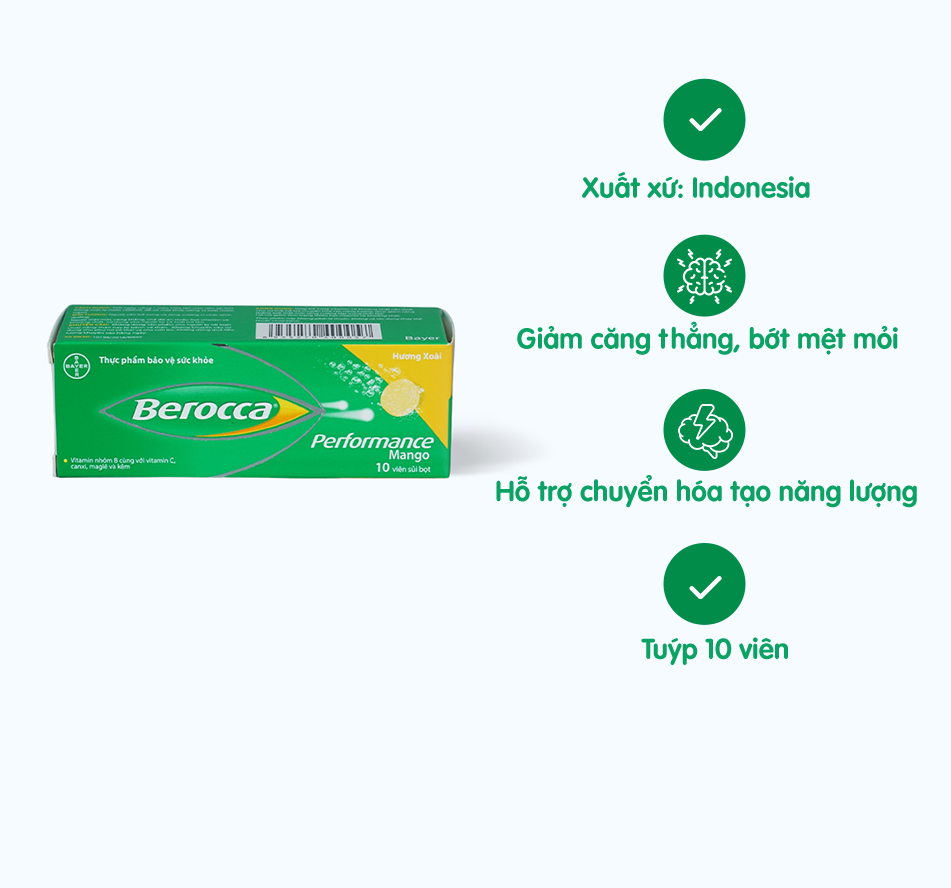 Bayer
Thực phẩm bảo vệ sức khỏe
Hương Xoài
BAYER
BAYER
Berocca®
Performance
Mango
10 viên sủi bọt
• Vitamin nhóm B cùng với vitamin C,
canxi, magiê và kẽm
Xuất xứ: Indonesia
Giảm căng thẳng, bớt mệt mỏi
Hỗ trợ chuyển hóa tạo năng lượng
Tuýp 10 viên